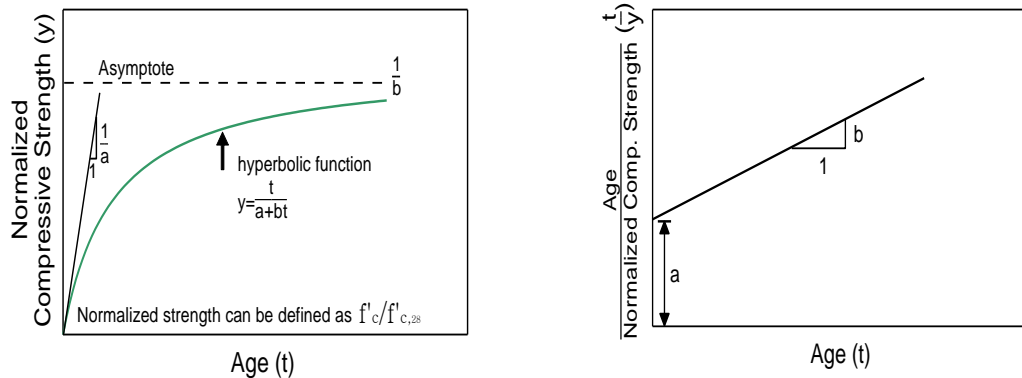 Normalized
Compressive Strength (y)
Asymptote
1
b
1
a
1
hyperbolic function
y=t/a+bt
Normalized strength can be defined as f'c/f'c,28
Age (t)
Age
Normalized Comp. Strength
(t/y)
b
1
a
Age (t)